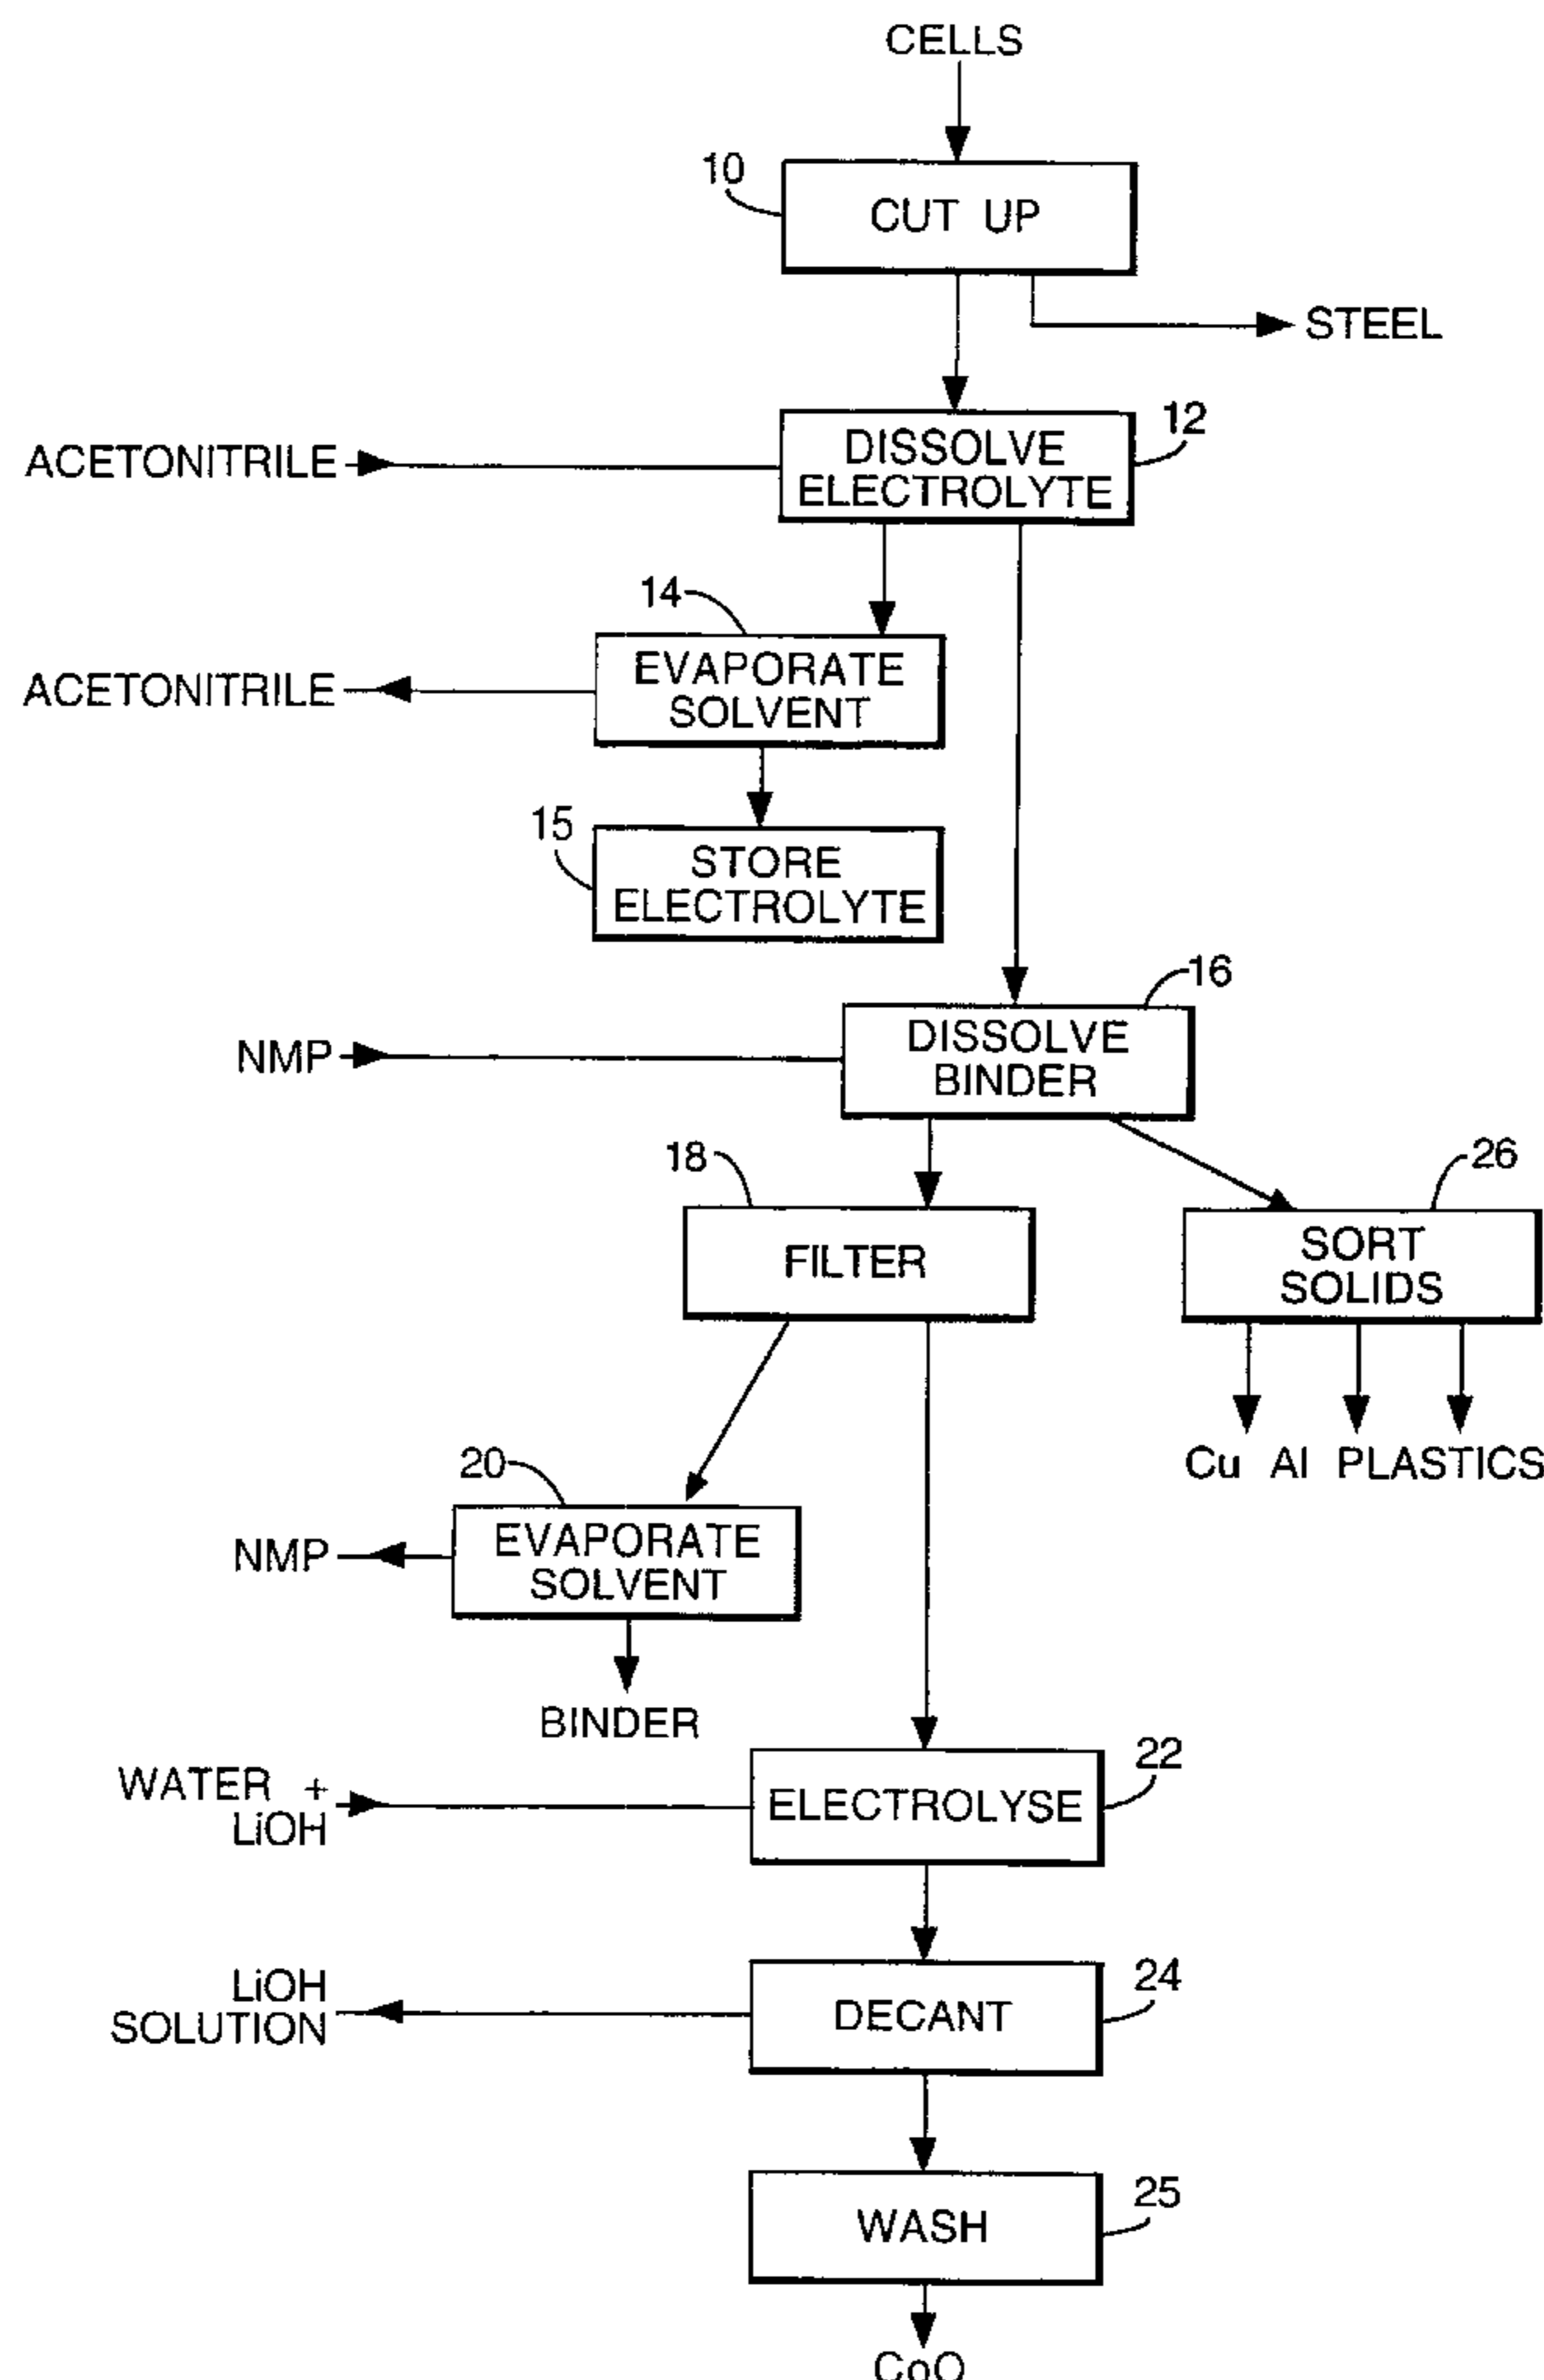 CELLS
10
CUT UP
STEEL
12
ACETONITRILE
DISSOLVE
ELECTROLYTE
14
ACETONITRILE
EVAPORATE
SOLVENT
15
STORE
ELECTROLYTE
16
NMP
DISSOLVE
BINDER
18
26
FILTER
SORT
SOLIDS
Cu Al PLASTICS
20
NMP
EVAPORATE
SOLVENT
BINDER
22
WATER +
LiOH
ELECTROLYSE
24
LiOH
SOLUTION
DECANT
25
WASH
CoO